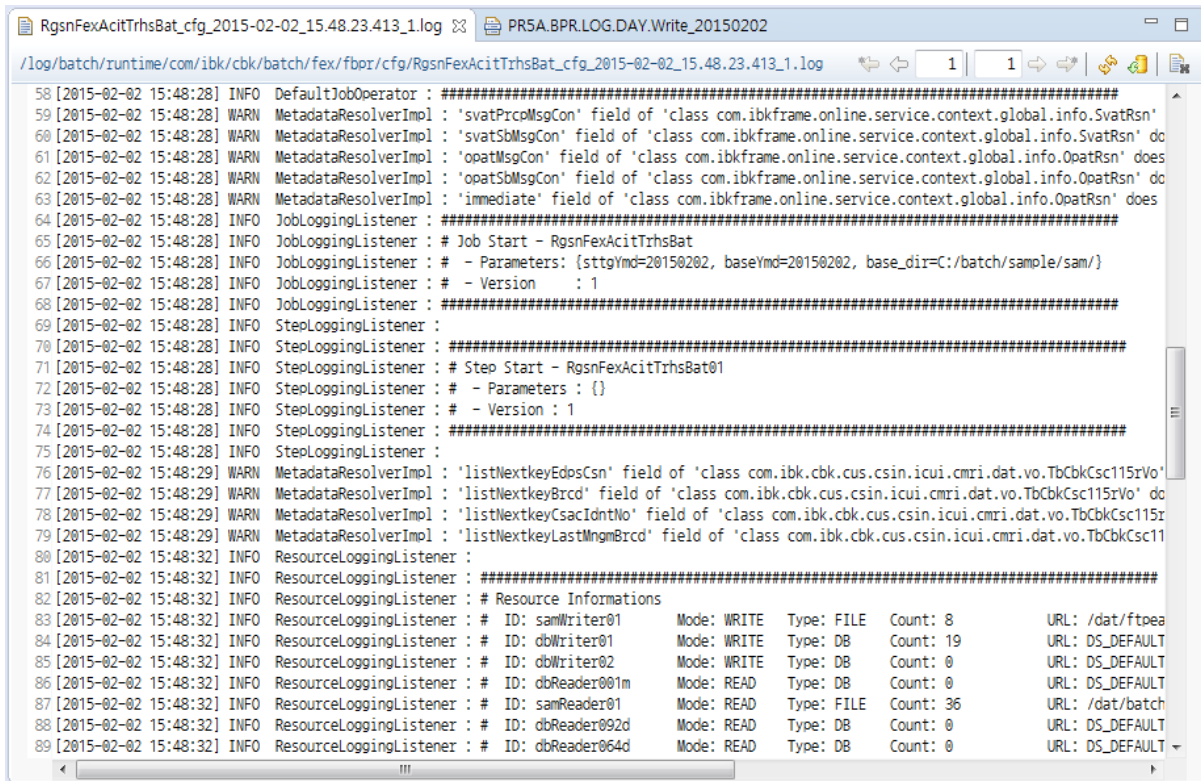 RgsnFexAcitTrhsBat_cfg_2015-02-02_15.48.23.413_1.log PR5A.BPR.LOG.DAY.Write_20150202
/log/batch/runtime/com/ibk/cbk/batch/fex/fbpr/cfg/RgsnFexAcitTrhsBat_cfg_2015-02-02_15.48.23.413_1.log 1 1
58 [2015-02-02 15:48:28] INFO DefaultJobOperator : #####################################################################################
59 [2015-02-02 15:48:28] WARN MetadataResolverImpl : 'svatPrcpMsgCon' field of 'class com.ibkframe.online.service.context.global.info.SvatRsn'
60 [2015-02-02 15:48:28] WARN MetadataResolverImpl : 'svatSbMsgCon' field of 'class com.ibkframe.online.service.context.global.info.SvatRsn' do
61 [2015-02-02 15:48:28] WARN MetadataResolverImpl : 'opatMsgCon' field of 'class com.ibkframe.online.service.context.global.info.OpatRsn' does
62 [2015-02-02 15:48:28] WARN MetadataResolverImpl : 'opatSbMsgCon' field of 'class com.ibkframe.online.service.context.global.info.OpatRsn' do
63 [2015-02-02 15:48:28] WARN MetadataResolverImpl : 'immediate' field of 'class com.ibkframe.online.service.context.global.info.OpatRsn' does
64 [2015-02-02 15:48:28] INFO JobLoggingListener : #####################################################################################
65 [2015-02-02 15:48:28] INFO JobLoggingListener : # Job Start - RgsnFexAcitTrhsBat
66 [2015-02-02 15:48:28] INFO JobLoggingListener : # - Parameters: {sttgYmd=20150202, baseYmd=20150202, base_dir=C:/batch/sample/sam/}
67 [2015-02-02 15:48:28] INFO JobLoggingListener : # - Version : 1
68 [2015-02-02 15:48:28] INFO JobLoggingListener : #####################################################################################
69 [2015-02-02 15:48:28] INFO StepLoggingListener :
70 [2015-02-02 15:48:28] INFO StepLoggingListener : #####################################################################################
71 [2015-02-02 15:48:28] INFO StepLoggingListener : # Step Start - RgsnFexAcitTrhsBat01
72 [2015-02-02 15:48:28] INFO StepLoggingListener : # - Parameters : {}
73 [2015-02-02 15:48:28] INFO StepLoggingListener : # - Version : 1
74 [2015-02-02 15:48:28] INFO StepLoggingListener : #####################################################################################
75 [2015-02-02 15:48:28] INFO StepLoggingListener :
76 [2015-02-02 15:48:29] WARN MetadataResolverImpl : 'listNextkeyEdpsCsn' field of 'class com.ibk.cbk.cus.csin.icui.cmri.dat.vo.TbCbkCsc115rVo'
77 [2015-02-02 15:48:29] WARN MetadataResolverImpl : 'listNextkeyBrcd' field of 'class com.ibk.cbk.cus.csin.icui.cmri.dat.vo.TbCbkCsc115rVo' do
78 [2015-02-02 15:48:29] WARN MetadataResolverImpl : 'listNextkeyCsacIdntNo' field of 'class com.ibk.cbk.cus.csin.icui.cmri.dat.vo.TbCbkCsc115r
79 [2015-02-02 15:48:29] WARN MetadataResolverImpl : 'listNextkeyLastMngmBrcd' field of 'class com.ibk.cbk.cus.csin.icui.cmri.dat.vo.TbCbkCsc11
80 [2015-02-02 15:48:32] INFO ResourceLoggingListener :
81 [2015-02-02 15:48:32] INFO ResourceLoggingListener : #####################################################################################
82 [2015-02-02 15:48:32] INFO ResourceLoggingListener : # Resource Informations
83 [2015-02-02 15:48:32] INFO ResourceLoggingListener : # ID: samWriter01 Mode: WRITE Type: FILE Count: 8 URL: /dat/ftpea
84 [2015-02-02 15:48:32] INFO ResourceLoggingListener : # ID: dbWriter01 Mode: WRITE Type: DB Count: 19 URL: DS_DEFAULT
85 [2015-02-02 15:48:32] INFO ResourceLoggingListener : # ID: dbWriter02 Mode: WRITE Type: DB Count: 0 URL: DS_DEFAULT
86 [2015-02-02 15:48:32] INFO ResourceLoggingListener : # ID: dbReader001m Mode: READ Type: DB Count: 0 URL: DS_DEFAULT
87 [2015-02-02 15:48:32] INFO ResourceLoggingListener : # ID: samReader01 Mode: READ Type: FILE Count: 36 URL: /dat/batch
88 [2015-02-02 15:48:32] INFO ResourceLoggingListener : # ID: dbReader092d Mode: READ Type: DB Count: 0 URL: DS_DEFAULT
89 [2015-02-02 15:48:32] INFO ResourceLoggingListener : # ID: dbReader064d Mode: READ Type: DB Count: 0 URL: DS_DEFAULT